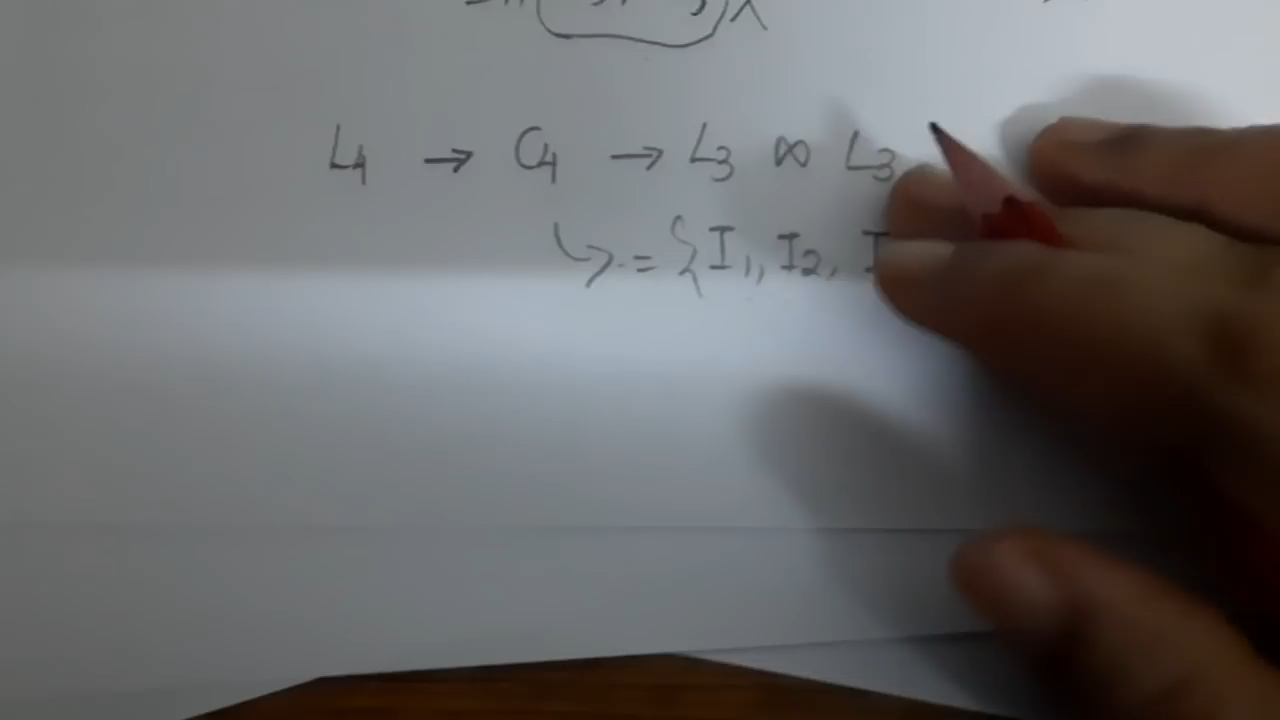 L4 → C4 → L3 ⋈ L3
↳ = {I1, I2, I